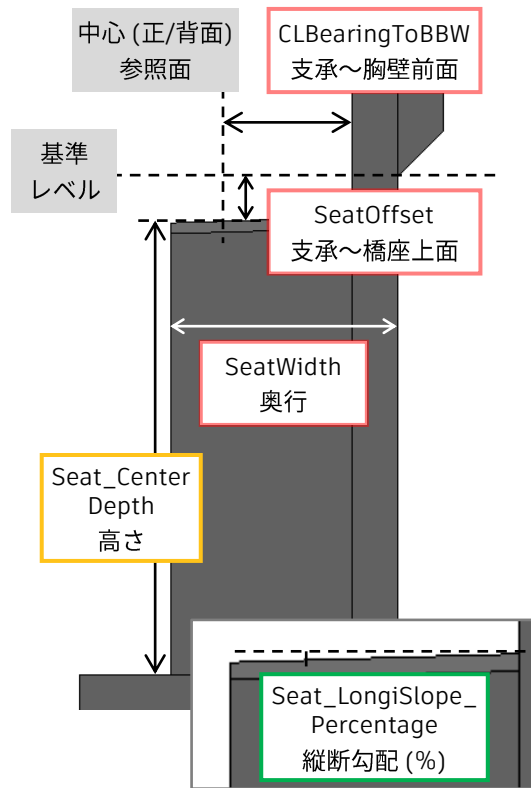 中心 (正/背面)
参照面
CLBearingToBBW
支承～胸壁前面
基準
レベル
SeatOffset
支承～橋座上面
SeatWidth
奥行
Seat_Center
Depth
高さ
Seat_LongiSlope_
Percentage
縦断勾配 (%)